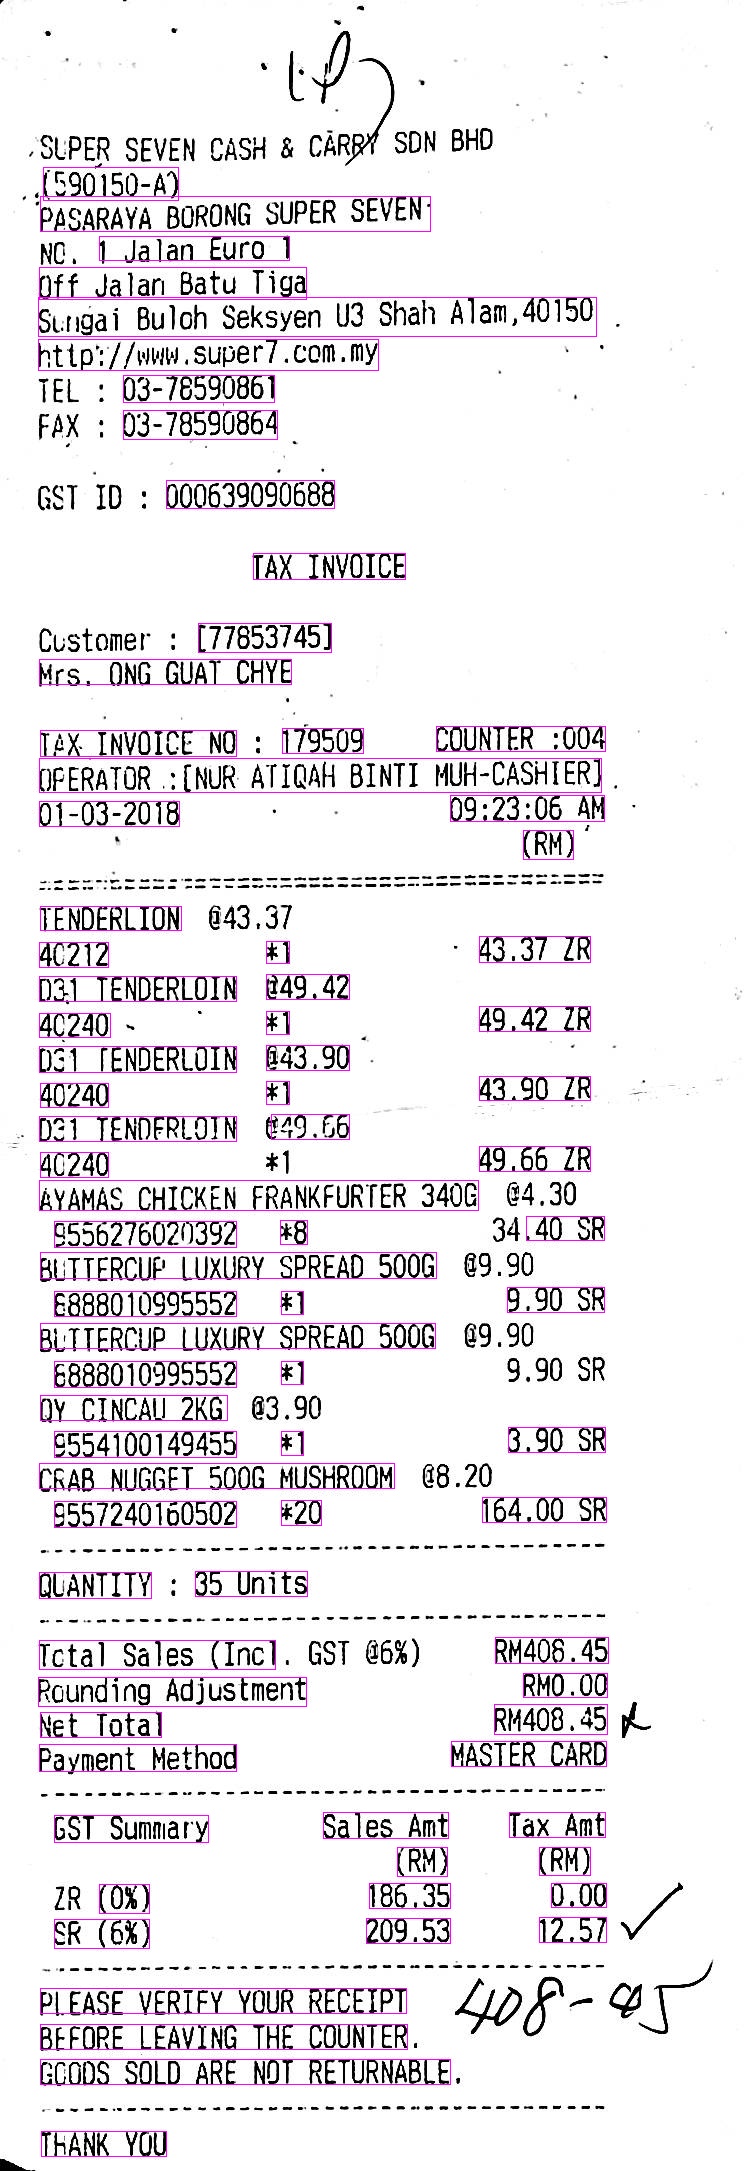 SUPER SEVEN CASH & CARRY SDN BHD
(590150-A)
PASARAYA BORONG SUPER SEVEN
NO. 1 Jalan Euro 1
Off Jalan Batu Tiga
Sungai Buloh Seksyen U3 Shah Alam,40150
http://www.super7.com.my
TEL : 03-78590861
FAX : 03-78590864
GST ID : 000639090688
TAX INVOICE
Customer : [77853745]
Mrs. ONG GUAT CHYE
TAX INVOICE NO : 179509 COUNTER :004
OPERATOR :[NUR ATIQAH BINTI MUH-CASHIER]
01-03-2018 09:23:06 AM
(RM)
TENDERLION @43.37
40212 *1 43.37 ZR
D31 TENDERLOIN @49.42
40240 *1 49.42 ZR
D31 TENDERLOIN @43.90
40240 *1 43.90 ZR
D31 TENDERLOIN @49.66
40240 *1 49.66 ZR
AYAMAS CHICKEN FRANKFURTER 340G @4.30
9556276020392 *8 34.40 SR
BUTTERCUP LUXURY SPREAD 500G @9.90
6888010995552 *1 9.90 SR
BUTTERCUP LUXURY SPREAD 500G @9.90
6888010995552 *1 9.90 SR
QY CINCAU 2KG @3.90
9554100149455 *1 3.90 SR
CRAB NUGGET 500G MUSHROOM @8.20
9557240160502 *20 164.00 SR
QUANTITY : 35 Units
Total Sales (Incl. GST @6%) RM408.45
Rounding Adjustment RM0.00
Net Total RM408.45
Payment Method MASTER CARD
GST Summary Sales Amt Tax Amt
(RM) (RM)
ZR (0%) 186.35 0.00
SR (6%) 209.53 12.57
408-45
PLEASE VERIFY YOUR RECEIPT
BEFORE LEAVING THE COUNTER.
GOODS SOLD ARE NOT RETURNABLE.
THANK YOU